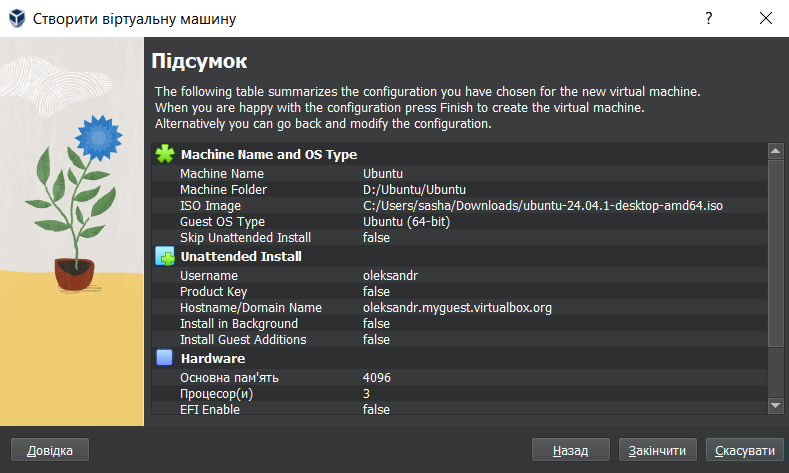 Створити віртуальну машину
?
Підсумок
The following table summarizes the configuration you have chosen for the new virtual machine.
When you are happy with the configuration press Finish to create the virtual machine.
Alternatively you can go back and modify the configuration.
Machine Name and OS Type
Machine Name Ubuntu
Machine Folder D:/Ubuntu/Ubuntu
ISO Image C:/Users/sasha/Downloads/ubuntu-24.04.1-desktop-amd64.iso
Guest OS Type Ubuntu (64-bit)
Skip Unattended Install false
Unattended Install
Username oleksandr
Product Key false
Hostname/Domain Name oleksandr.myguest.virtualbox.org
Install in Background false
Install Guest Additions false
Hardware
Основна пам'ять 4096
Процесор(и) 3
EFI Enable false
Довідка Назад Закінчити Скасувати